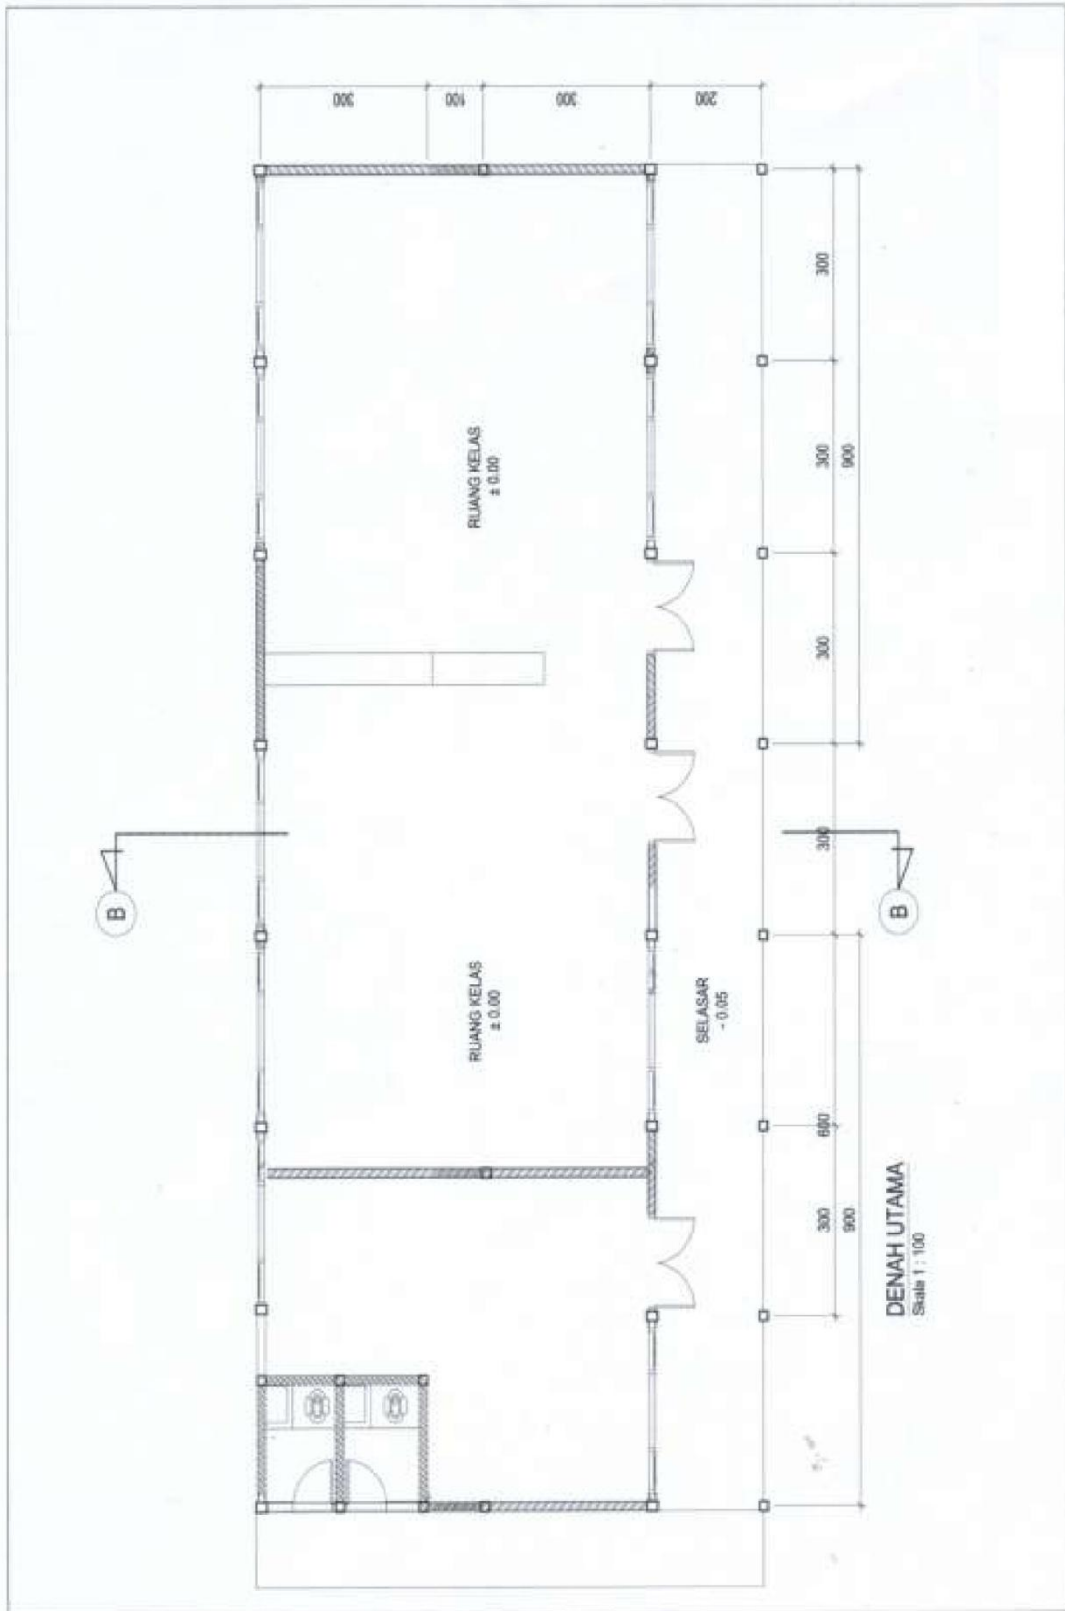 B
RUANG KELAS
± 0.00
RUANG KELAS
± 0.00
300
100
300
200
SELASAR
- 0.05
300 600 300 300 300 300
900 900
B
DENAH UTAMA
Skala 1 : 100